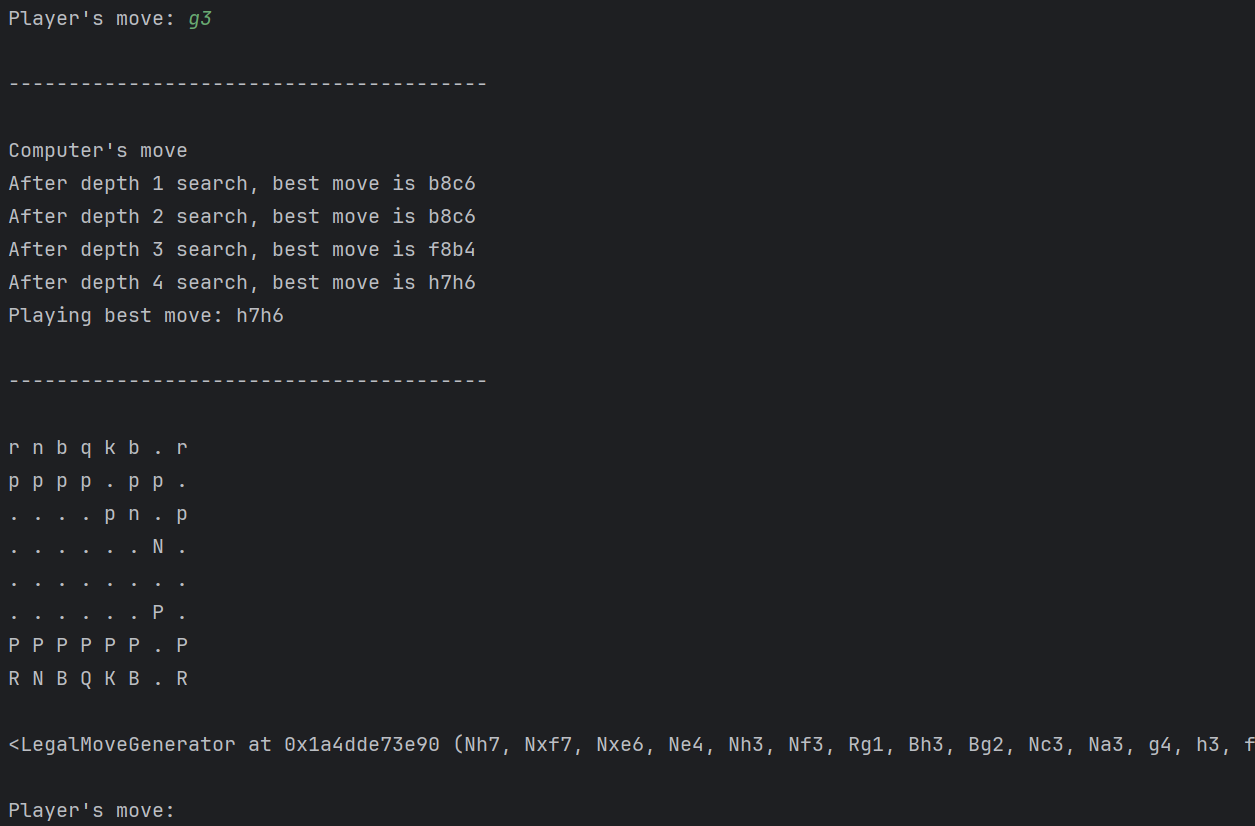 Player's move: g3
----------------------------------------
Computer's move
After depth 1 search, best move is b8c6
After depth 2 search, best move is b8c6
After depth 3 search, best move is f8b4
After depth 4 search, best move is h7h6
Playing best move: h7h6
----------------------------------------
r n b q k b . r
p p p p . p p .
. . . . p n . p
. . . . . . N .
. . . . . . . .
. . . . . . P .
P P P P P P . P
R N B Q K B . R
<LegalMoveGenerator at 0x1a4dde73e90 (Nh7, Nxf7, Nxe6, Ne4, Nh3, Nf3, Rg1, Bh3, Bg2, Nc3, Na3, g4, h3, f
Player's move: